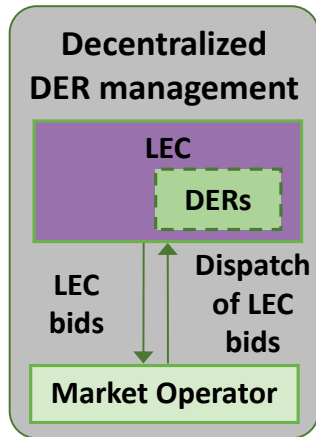 Decentralized
DER management
LEC
DERs
LEC
bids
Dispatch
of LEC
bids
Market Operator